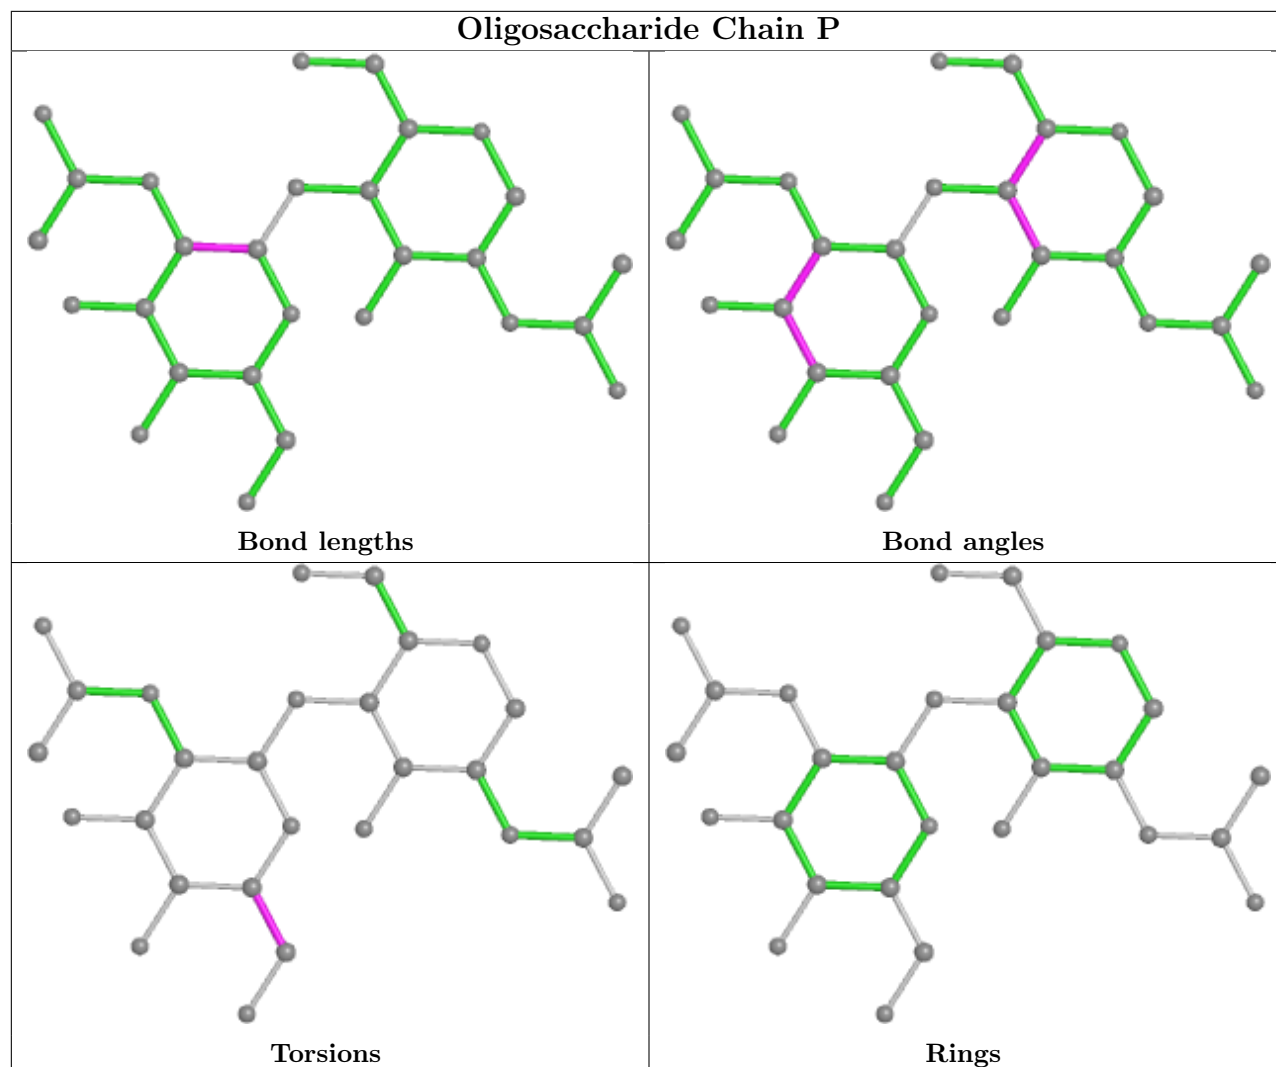 Oligosaccharide Chain P
Bond lengths
Bond angles
Torsions
Rings